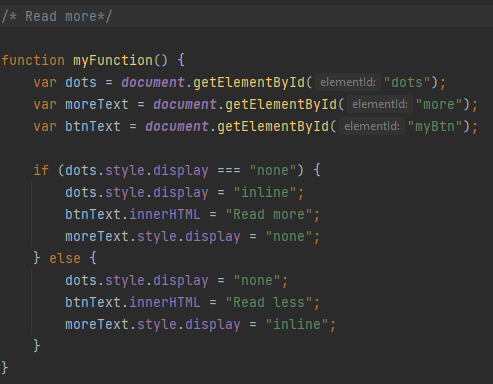 /* Read more*/
function myFunction() {
var dots = document.getElementById( elementId: "dots");
var moreText = document.getElementById( elementId: "more");
var btnText = document.getElementById( elementId: "myBtn");
if (dots.style.display === "none") {
dots.style.display = "inline";
btnText.innerHTML = "Read more";
moreText.style.display = "none";
} else {
dots.style.display = "none";
btnText.innerHTML = "Read less";
moreText.style.display = "inline";
}
}